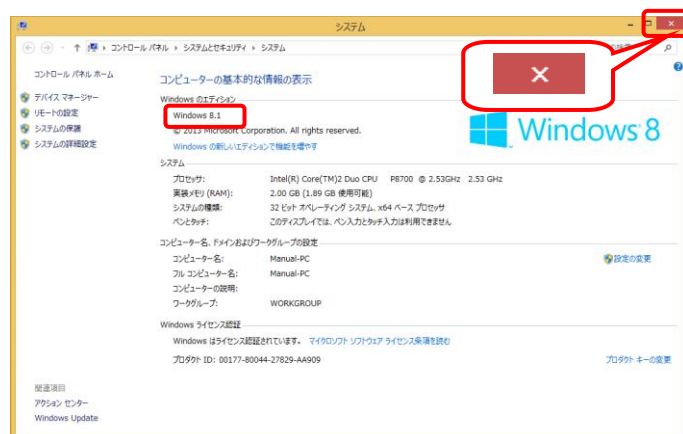 システム
コントロール パネル ▸ システムとセキュリティ ▸ システム
コントロール パネル ホーム
デバイス マネージャー
リモートの設定
システムの保護
システムの詳細設定
コンピューターの基本的な情報の表示
Windows のエディション
Windows 8.1
© 2013 Microsoft Corporation. All rights reserved.
Windows の新しいエディションで機能を増やす
Windows 8
システム
プロセッサ: Intel(R) Core(TM)2 Duo CPU P8700 @ 2.53GHz 2.53 GHz
実装メモリ (RAM): 2.00 GB (1.89 GB 使用可能)
システムの種類: 32 ビット オペレーティング システム、x64 ベース プロセッサ
ペンとタッチ: このディスプレイでは、ペン入力とタッチ入力は利用できません
コンピューター名、ドメインおよびワークグループの設定
コンピューター名: Manual-PC
設定の変更
フル コンピューター名: Manual-PC
コンピューターの説明:
ワークグループ: WORKGROUP
Windows ライセンス認証
Windows はライセンス認証されています。 マイクロソフト ソフトウェア ライセンス条項を読む
プロダクト ID: 00177-80044-27829-AA909
プロダクト キーの変更
関連項目
アクション センター
Windows Update